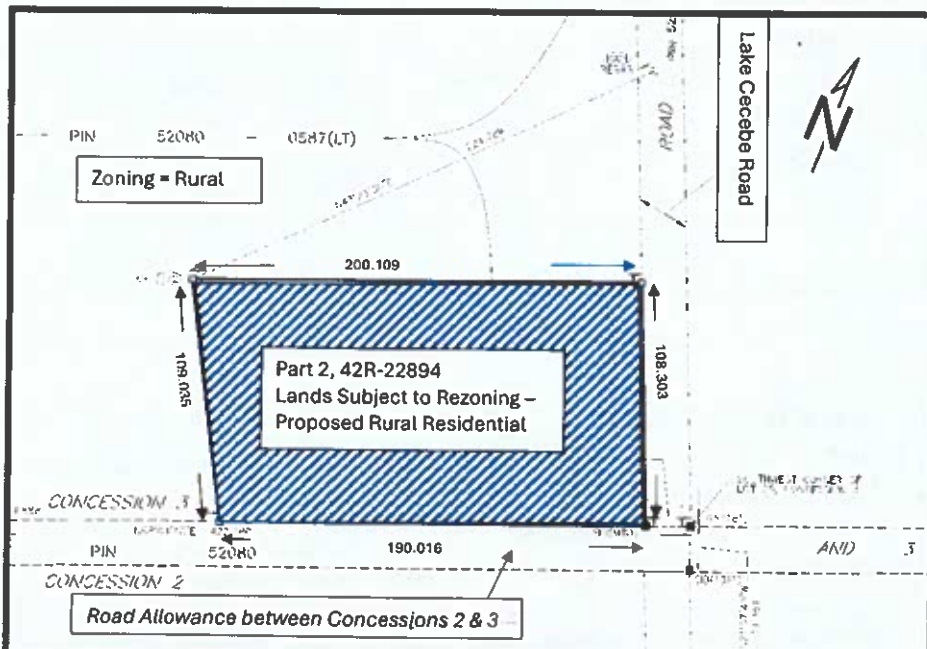 Lake Cecebe Road
ROAD
N
PIN 52080 - 0587(LT)
Zoning = Rural
200.109
109.035
108.303
Part 2, 42R-22894
Lands Subject to Rezoning –
Proposed Rural Residential
CONCESSION 3
PIN 52080
190.016
AND 3
CONCESSION 2
Road Allowance between Concessions 2 & 3